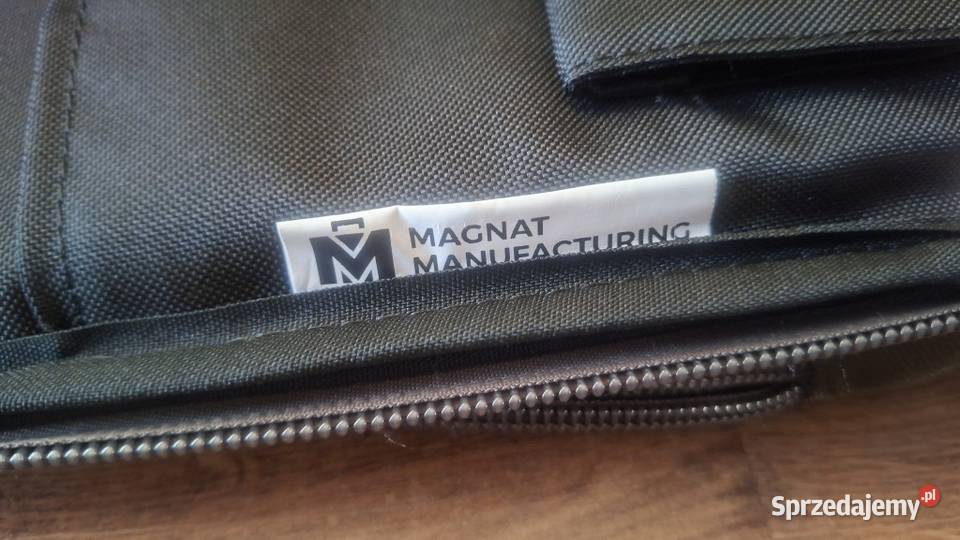 M
MAGNAT
MANUFACTURING
Sprzedajemy.pl